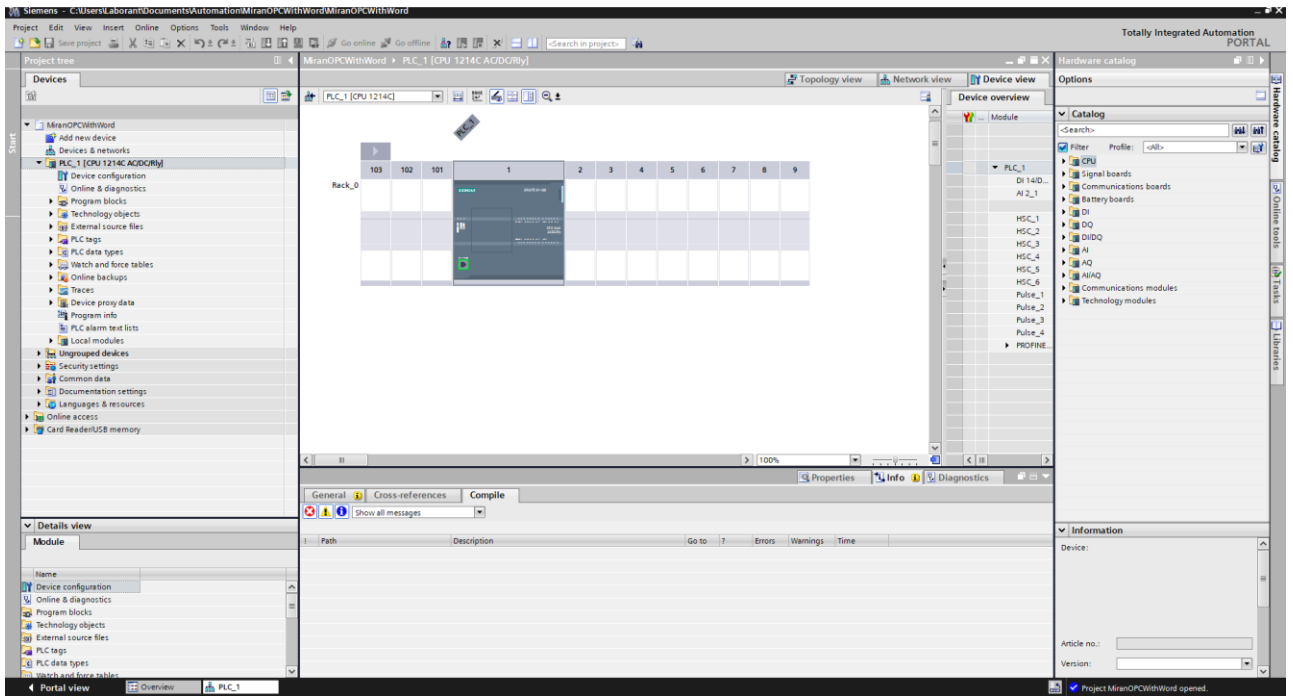 Siemens - C:\Users\Laborant\Documents\Automation\MiranOPCWithWord\MiranOPCWithWord
Project Edit View Insert Online Options Tools Window Help
Totally Integrated Automation
PORTAL
Save project Go online Go offline <Search in project>
Project tree
MiranOPCWithWord ▸ PLC_1 [CPU 1214C AC/DC/Rly]
Hardware catalog
Devices
Topology view Network view Device view
Options
PLC_1 [CPU 1214C]
Device overview
... Module
Catalog
<Search>
Filter Profile: <All>
Start
MiranOPCWithWord
Add new device
Devices & networks
PLC_1 [CPU 1214C AC/DC/Rly]
Device configuration
Online & diagnostics
Program blocks
Technology objects
External source files
PLC tags
PLC data types
Watch and force tables
Online backups
Traces
Device proxy data
Program info
PLC alarm text lists
Local modules
Ungrouped devices
Security settings
Common data
Documentation settings
Languages & resources
Online access
Card Reader/USB memory
PLC_1
103 102 101 1 2 3 4 5 6 7 8 9
Rack_0
SIEMENS
100%
PLC_1
DI 14/D...
AI 2_1
HSC_1
HSC_2
HSC_3
HSC_4
HSC_5
HSC_6
Pulse_1
Pulse_2
Pulse_3
Pulse_4
PROFINE...
CPU
Signal boards
Communications boards
Battery boards
DI
DQ
DI/DQ
AI
AQ
AI/AQ
Communications modules
Technology modules
Hardware catalog
Online tools
Tasks
Libraries
Properties Info Diagnostics
General Cross-references Compile
Show all messages
! Path Description Go to ? Errors Warnings Time
Details view
Module
Name
Device configuration
Online & diagnostics
Program blocks
Technology objects
External source files
PLC tags
PLC data types
Watch and force tables
Information
Device:
Article no.:
Version:
Portal view Overview PLC_1
Project MiranOPCWithWord opened.